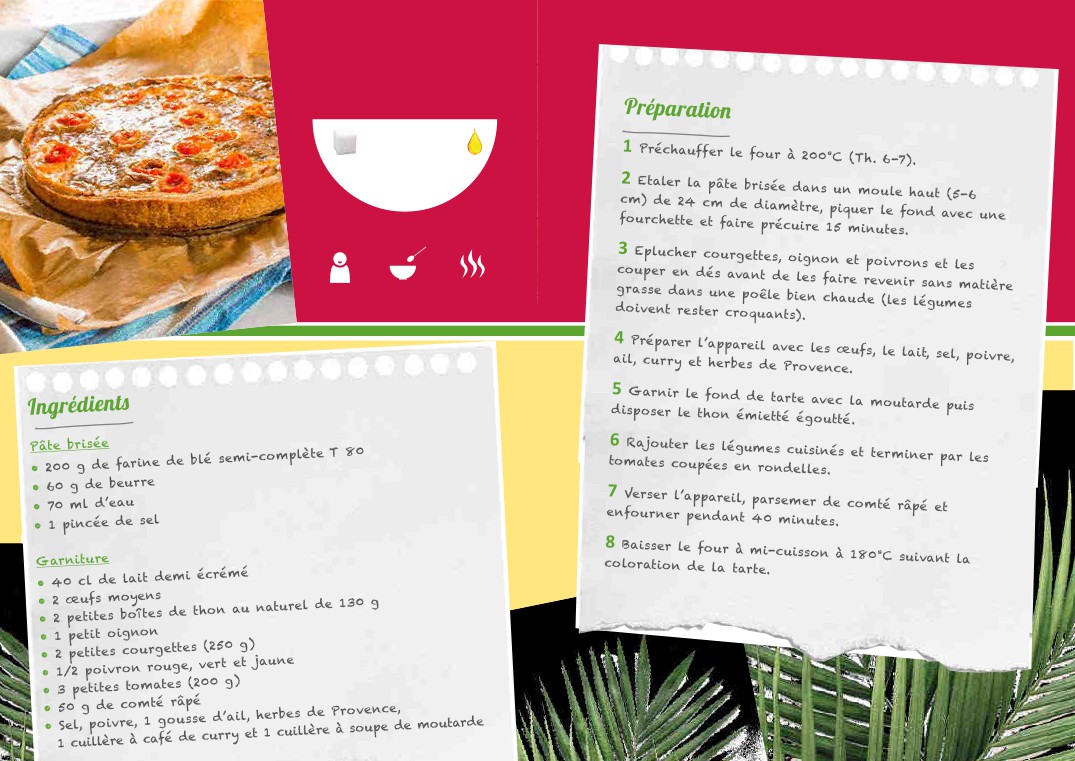 Ingrédients
Pâte brisée
200 g de farine de blé semi-complète T 80
60 g de beurre
70 ml d'eau
1 pincée de sel
Garniture
40 cl de lait demi écrémé
2 œufs moyens
2 petites boîtes de thon au naturel de 130 g
1 petit oignon
2 petites courgettes (250 g)
1/2 poivron rouge, vert et jaune
3 petites tomates (200 g)
50 g de comté râpé
Sel, poivre, 1 gousse d'ail, herbes de Provence,
1 cuillère à café de curry et 1 cuillère à soupe de moutarde
Préparation
1 Préchauffer le four à 200°C (Th. 6-7).
2 Etaler la pâte brisée dans un moule haut (5-6
cm) de 24 cm de diamètre, piquer le fond avec une
fourchette et faire précuire 15 minutes.
3 Eplucher courgettes, oignon et poivrons et les
couper en dés avant de les faire revenir sans matière
grasse dans une poêle bien chaude (les légumes
doivent rester croquants).
4 Préparer l'appareil avec les œufs, le lait, sel, poivre,
ail, curry et herbes de Provence.
5 Garnir le fond de tarte avec la moutarde puis
disposer le thon émietté égoutté.
6 Rajouter les légumes cuisinés et terminer par les
tomates coupées en rondelles.
7 Verser l'appareil, parsemer de comté râpé et
enfourner pendant 40 minutes.
8 Baisser le four à mi-cuisson à 180°C suivant la
coloration de la tarte.